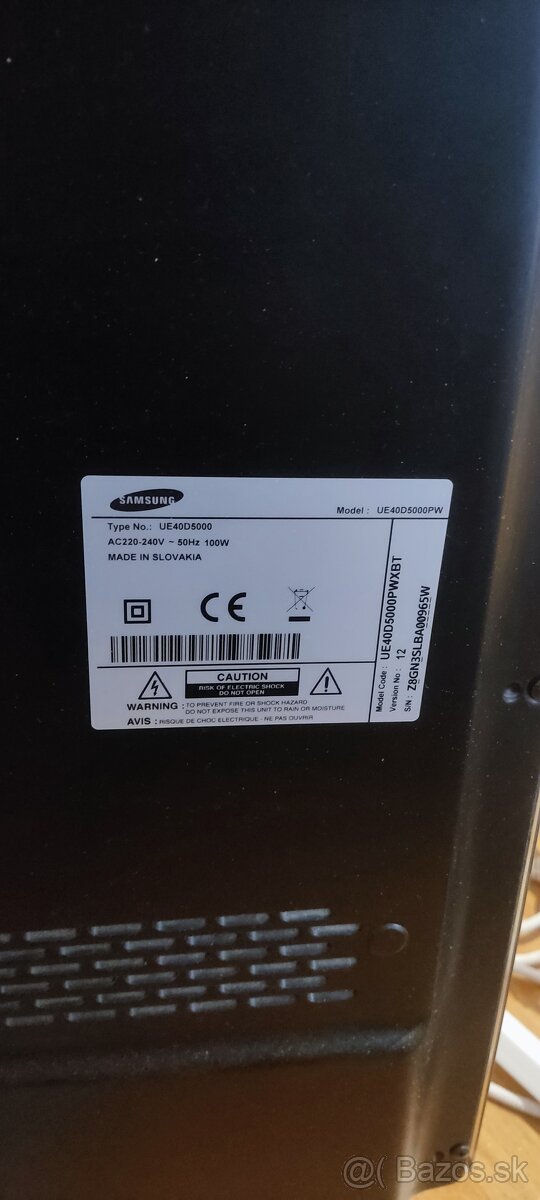 SAMSUNG
Model : UE40D5000PW
Type No.: UE40D5000
AC220-240V ~ 50Hz 100W
MADE IN SLOVAKIA
CE
CAUTION
RISK OF ELECTRIC SHOCK
DO NOT OPEN
WARNING : TO PREVENT FIRE OR SHOCK HAZARD
DO NOT EXPOSE THIS UNIT TO RAIN OR MOISTURE
AVIS : RISQUE DE CHOC ELECTRIQUE - NE PAS OUVRIR
Model Code : UE40D5000PWXBT
Version No : 12
S/N : Z8GN3SLBA00965W
@( Bazos.sk